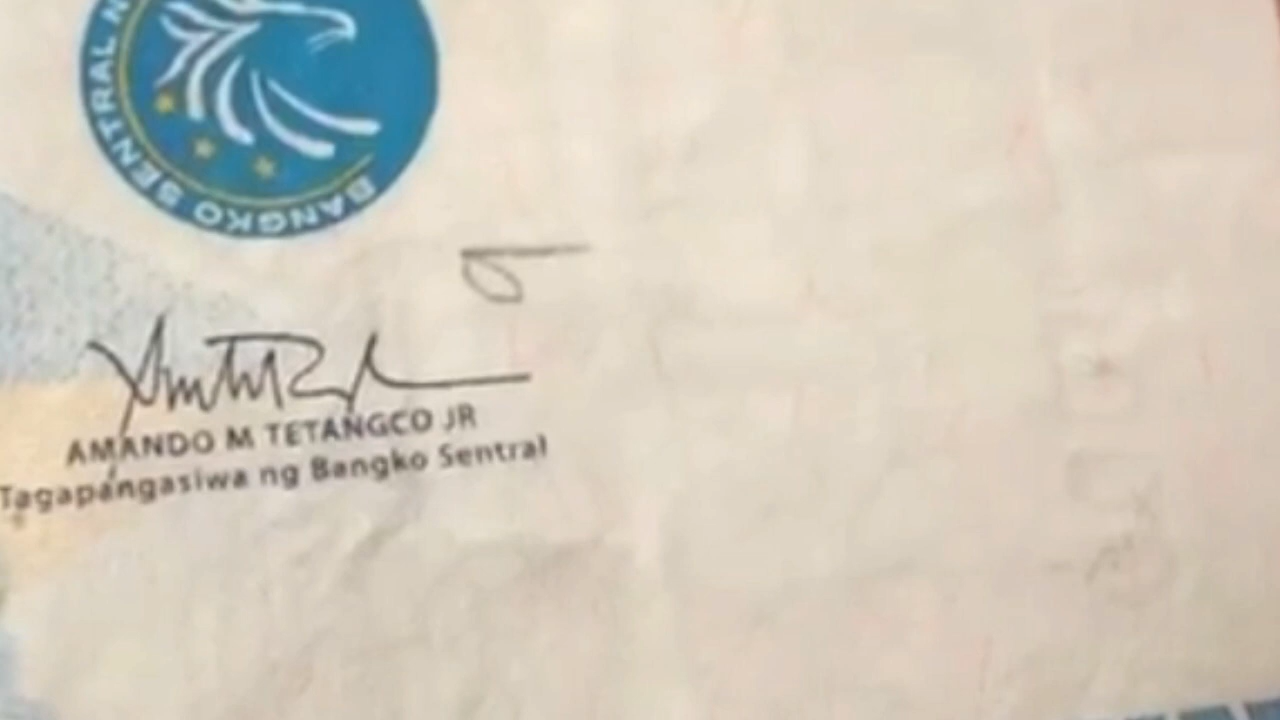 BANGKO SENTRAL N
AMANDO M TETANGCO JR
Tagapangasiwa ng Bangko Sentral